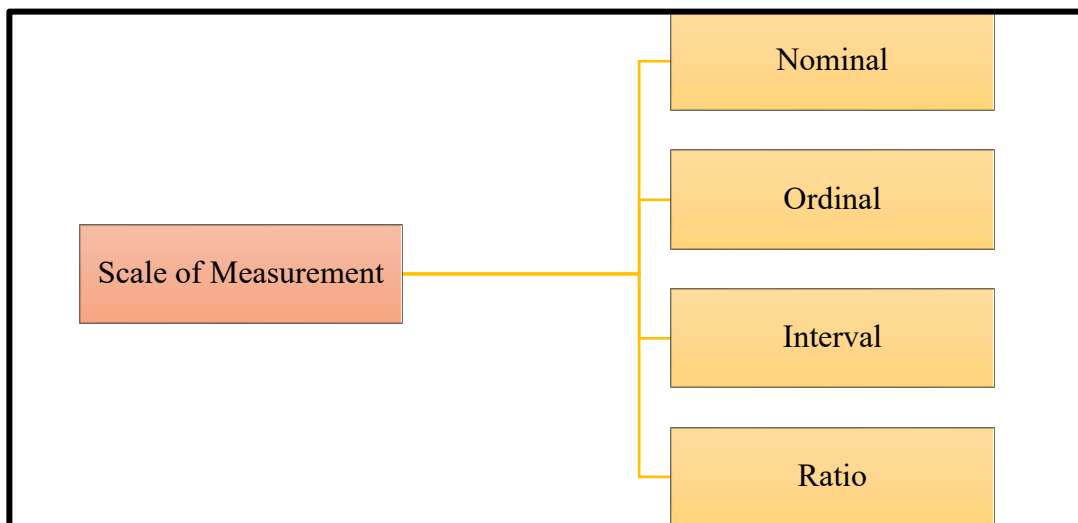 Nominal
Ordinal
Scale of Measurement
Interval
Ratio